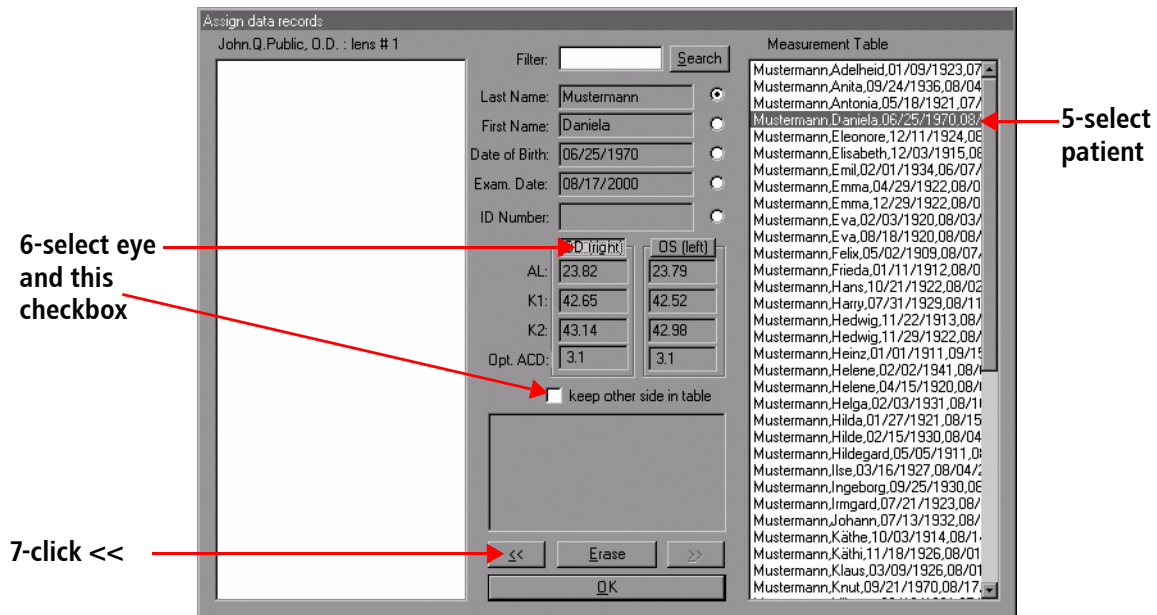 Assign data records
John.Q.Public, O.D. : lens # 1
Filter:
Search
Last Name: Mustermann
First Name: Daniela
Date of Birth: 06/25/1970
Exam. Date: 08/17/2000
ID Number:
OD (right) OS (left)
AL: 23.82 23.79
K1: 42.65 42.52
K2: 43.14 42.98
Opt. ACD: 3.1 3.1
keep other side in table
<< Erase >>
OK
Measurement Table
Mustermann,Adelheid,01/09/1923,07
Mustermann,Anita,09/24/1936,08/04
Mustermann,Antonia,05/18/1921,07/
Mustermann,Daniela,06/25/1970,08/
Mustermann,Eleonore,12/11/1924,08
Mustermann,Elisabeth,12/03/1915,08
Mustermann,Emil,02/01/1934,06/07/
Mustermann,Emma,04/29/1922,08/0
Mustermann,Emma,12/29/1922,08/0
Mustermann,Eva,02/03/1920,08/03/
Mustermann,Eva,08/18/1920,08/08/
Mustermann,Felix,05/02/1909,08/07/
Mustermann,Frieda,01/11/1912,08/0
Mustermann,Hans,10/21/1922,08/02
Mustermann,Harry,07/31/1929,08/11
Mustermann,Hedwig,11/22/1913,08/
Mustermann,Hedwig,11/29/1922,08/
Mustermann,Heinz,01/01/1911,09/15
Mustermann,Helene,02/02/1941,08/
Mustermann,Helene,04/15/1920,08/
Mustermann,Helga,02/03/1931,08/1
Mustermann,Hilda,01/27/1921,08/15
Mustermann,Hilde,02/15/1930,08/04
Mustermann,Hildegard,05/05/1911,0
Mustermann,Ilse,03/16/1927,08/04/2
Mustermann,Ingeborg,09/25/1930,08
Mustermann,Irmgard,07/21/1923,08/
Mustermann,Johann,07/13/1932,08/
Mustermann,Käthe,10/03/1914,08/1
Mustermann,Käthi,11/18/1926,08/01
Mustermann,Klaus,03/09/1926,08/01
Mustermann,Knut,09/21/1970,08/17
5-select
patient
6-select eye
and this
checkbox
7-click <<